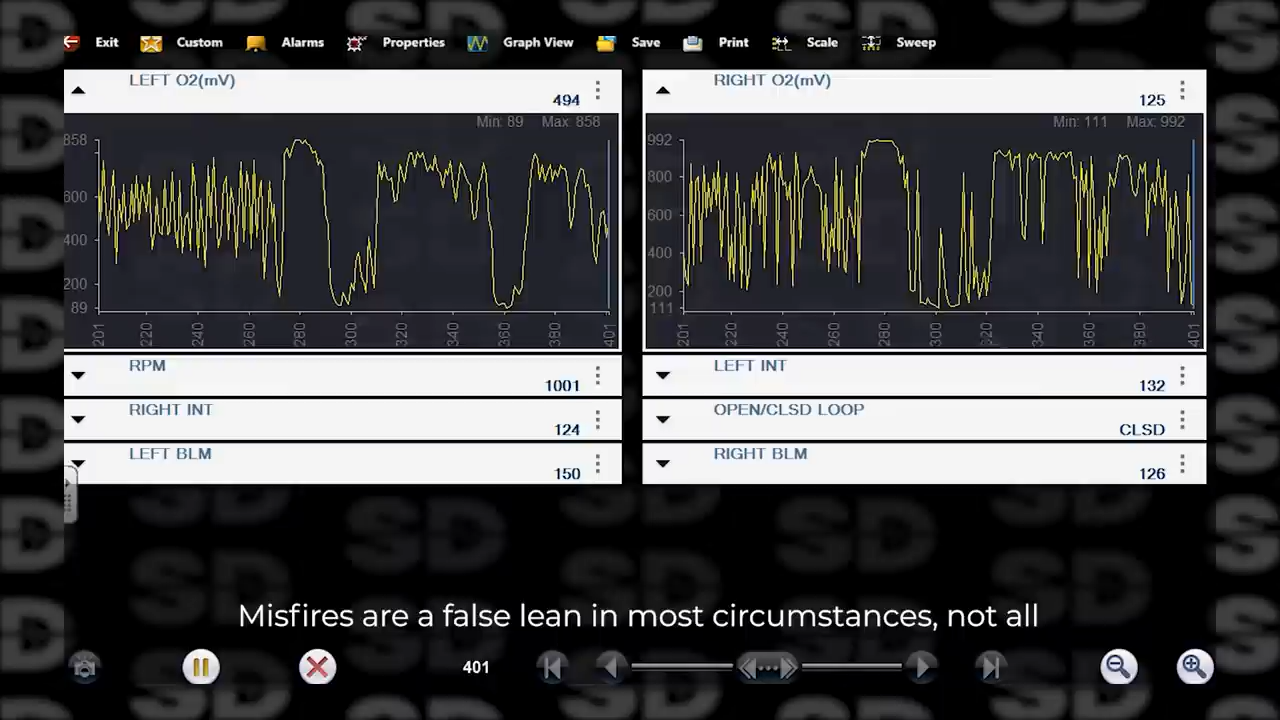 Exit Custom Alarms Properties Graph View Save Print Scale Sweep
LEFT O2(mV)
494
Min: 89 Max: 858
858
600
400
200
89
201 220 240 260 280 300 320 340 360 380 401
RIGHT O2(mV)
125
Min: 111 Max: 992
992
800
600
400
200
111
201 220 240 260 280 300 320 340 360 380 401
RPM
1001
LEFT INT
132
RIGHT INT
124
OPEN/CLSD LOOP
CLSD
LEFT BLM
150
RIGHT BLM
126
Misfires are a false lean in most circumstances, not all
401
SD